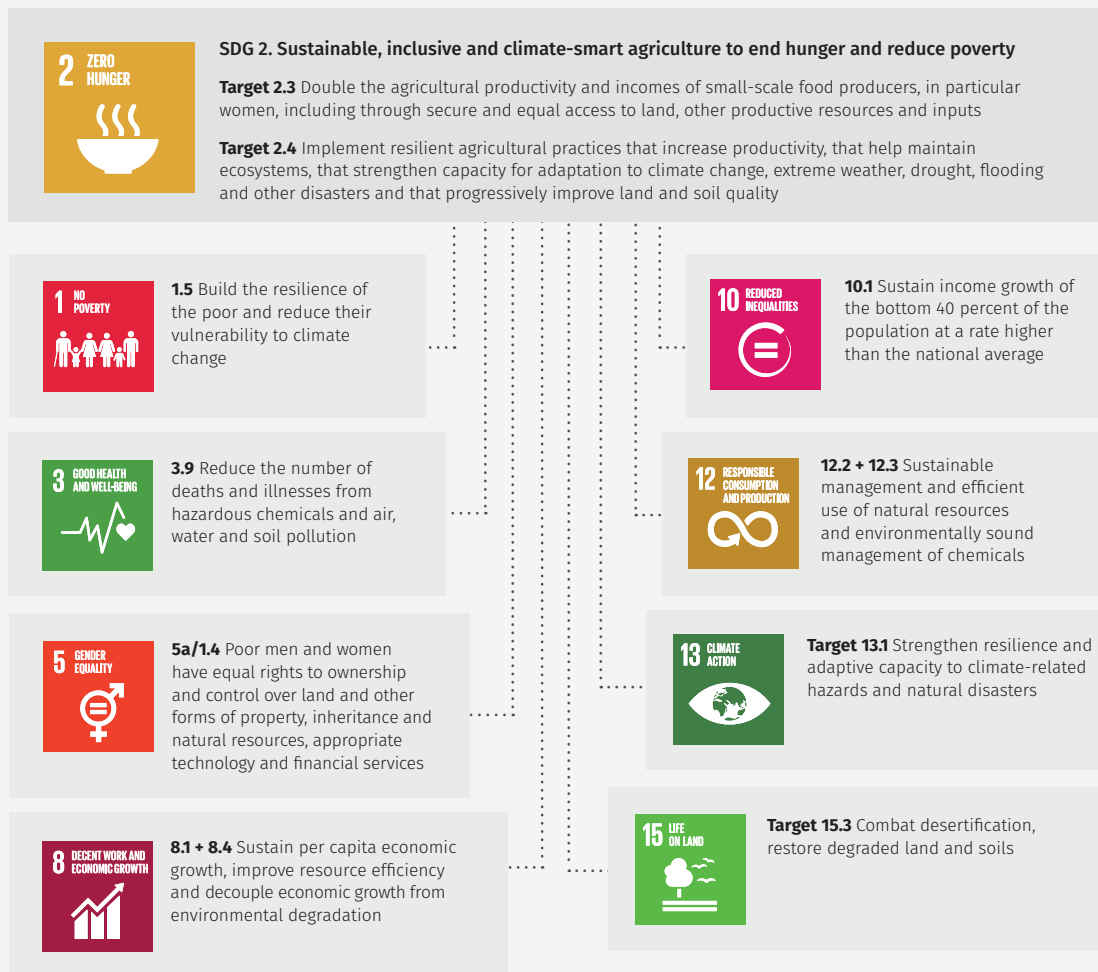 2 ZERO
HUNGER
SDG 2. Sustainable, inclusive and climate-smart agriculture to end hunger and reduce poverty
Target 2.3 Double the agricultural productivity and incomes of small-scale food producers, in particular
women, including through secure and equal access to land, other productive resources and inputs
Target 2.4 Implement resilient agricultural practices that increase productivity, that help maintain
ecosystems, that strengthen capacity for adaptation to climate change, extreme weather, drought, flooding
and other disasters and that progressively improve land and soil quality
1 NO
POVERTY
1.5 Build the resilience of
the poor and reduce their
vulnerability to climate
change
3 GOOD HEALTH
AND WELL-BEING
3.9 Reduce the number of
deaths and illnesses from
hazardous chemicals and air,
water and soil pollution
5 GENDER
EQUALITY
5a/1.4 Poor men and women
have equal rights to ownership
and control over land and other
forms of property, inheritance and
natural resources, appropriate
technology and financial services
8 DECENT WORK AND
ECONOMIC GROWTH
8.1 + 8.4 Sustain per capita economic
growth, improve resource efficiency
and decouple economic growth from
environmental degradation
10 REDUCED
INEQUALITIES
10.1 Sustain income growth of
the bottom 40 percent of the
population at a rate higher
than the national average
12 RESPONSIBLE
CONSUMPTION
AND PRODUCTION
12.2 + 12.3 Sustainable
management and efficient
use of natural resources
and environmentally sound
management of chemicals
13 CLIMATE
ACTION
Target 13.1 Strengthen resilience and
adaptive capacity to climate-related
hazards and natural disasters
15 LIFE
ON LAND
Target 15.3 Combat desertification,
restore degraded land and soils